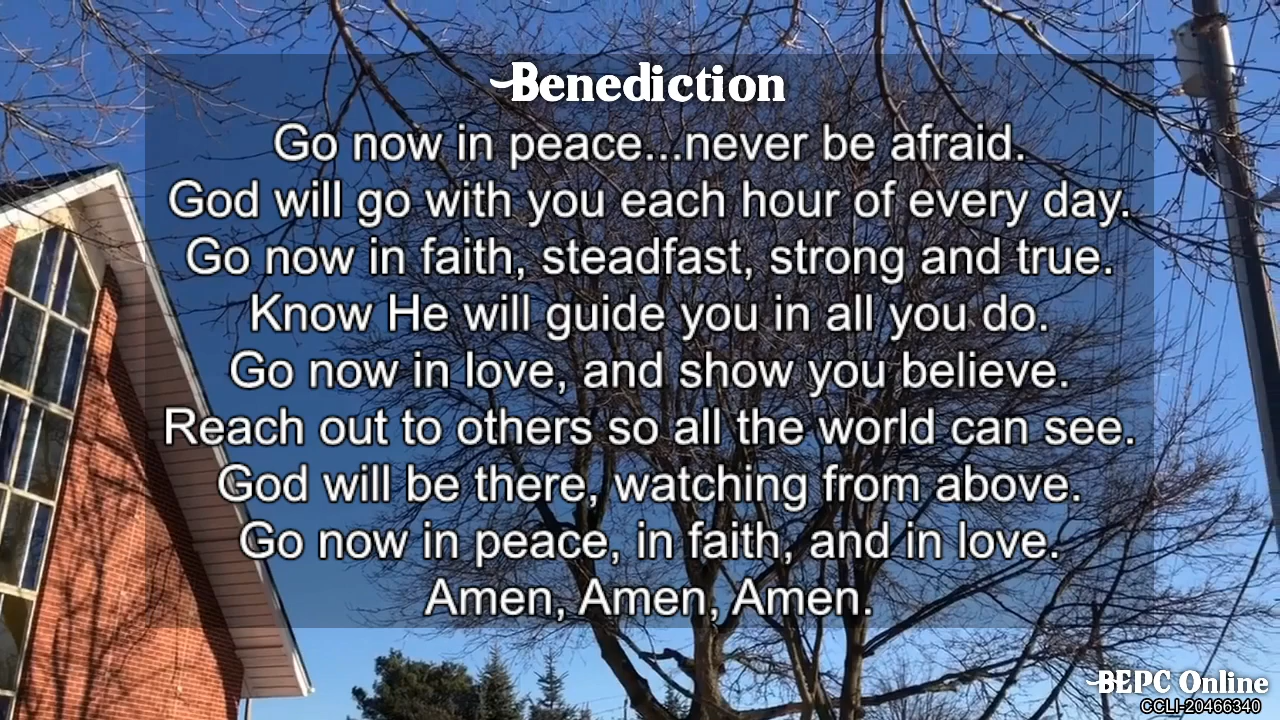 Benediction
Go now in peace...never be afraid.
God will go with you each hour of every day.
Go now in faith, steadfast, strong and true.
Know He will guide you in all you do.
Go now in love, and show you believe.
Reach out to others so all the world can see.
God will be there, watching from above.
Go now in peace, in faith, and in love.
Amen, Amen, Amen.
BEPC Online
CCLI-20466340